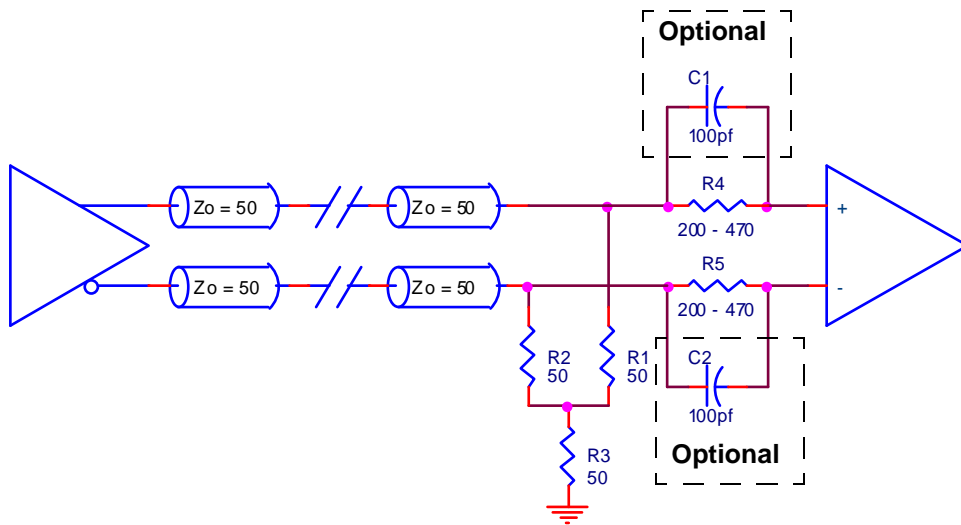 Optional
C1
100pf
R4
200 - 470
Zo = 50
Zo = 50
+
R5
200 - 470
Zo = 50
Zo = 50
-
R2
50
R1
50
C2
100pf
Optional
R3
50